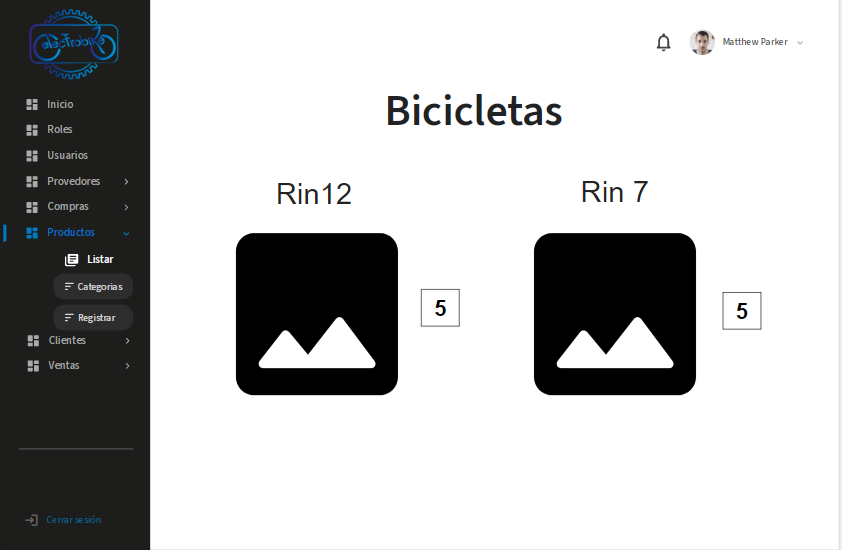 electrobike
Inicio
Roles
Usuarios
Provedores
Compras
Productos
Listar
Categorias
Registrar
Clientes
Ventas
Cerrar sesión
Matthew Parker
Bicicletas
Rin12
5
Rin 7
5